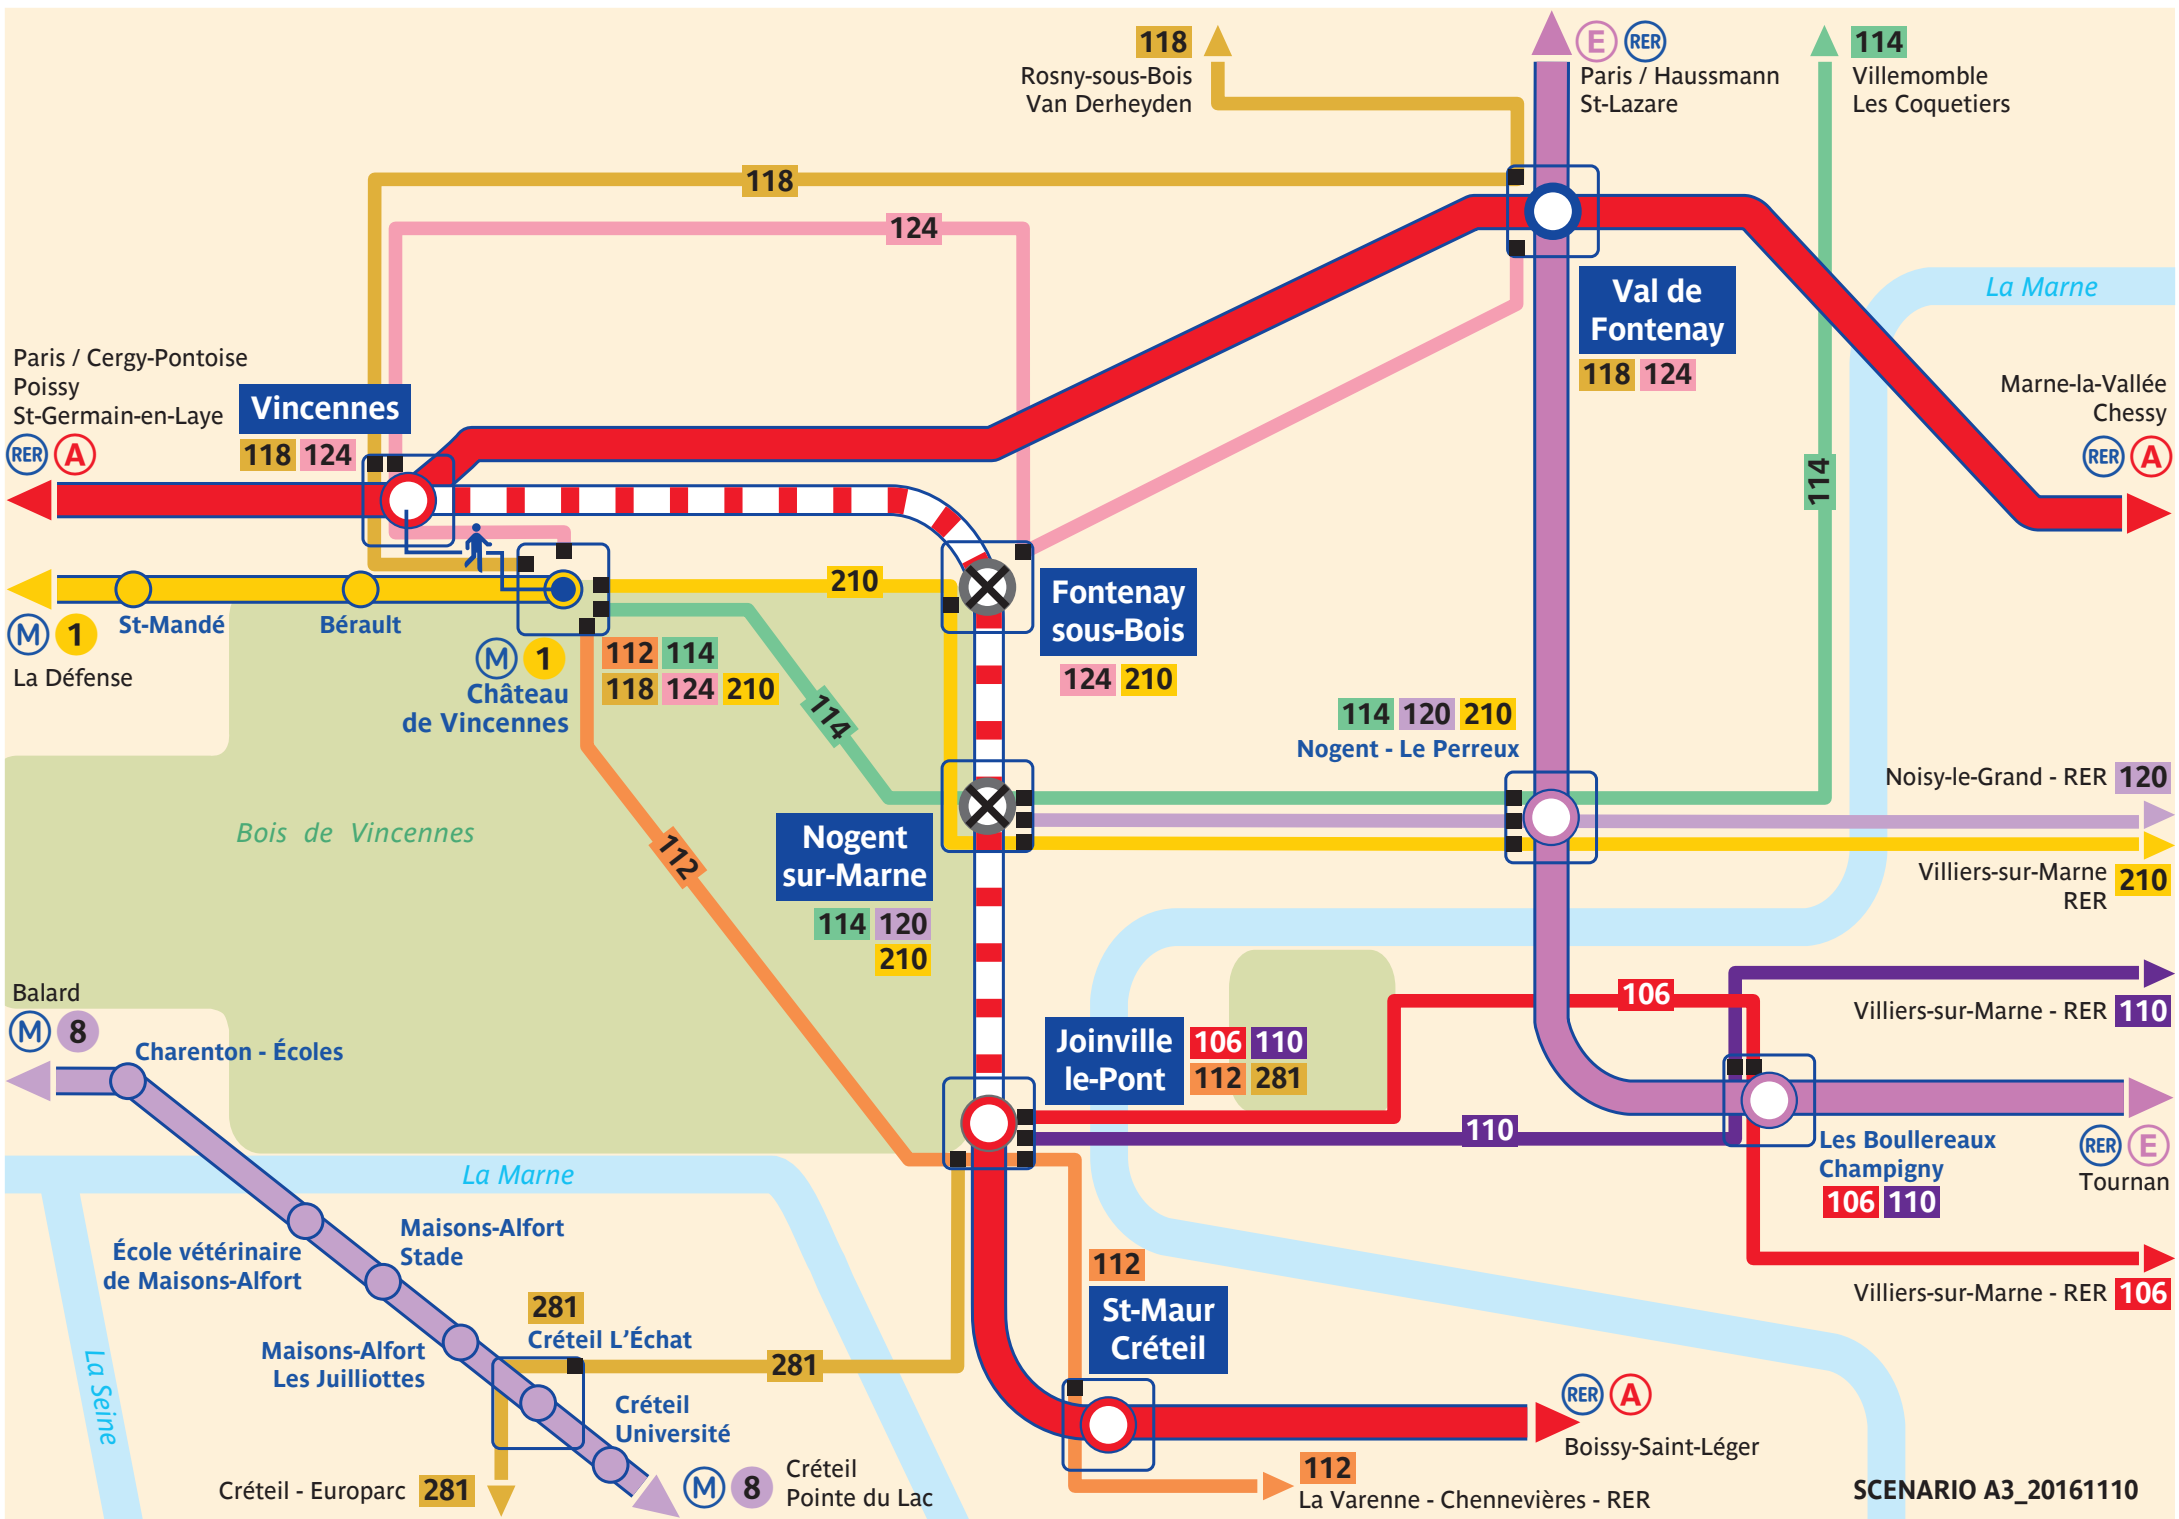 118
Rosny-sous-Bois
Van Derheyden
E RER
Paris / Haussmann
St-Lazare
114
Villemomble
Les Coquetiers
118
124
La Marne
Val de
Fontenay
118 124
Paris / Cergy-Pontoise
Poissy
St-Germain-en-Laye
RER A
Vincennes
118 124
Marne-la-Vallée
Chessy
RER A
114
St-Mandé
Bérault
M 1
La Défense
210
M 1
Château
de Vincennes
112 114
118 124 210
114
Fontenay
sous-Bois
124 210
114 120 210
Nogent - Le Perreux
Noisy-le-Grand - RER 120
Villiers-sur-Marne
RER
210
Bois de Vincennes
112
Nogent
sur-Marne
114 120
210
Balard
M 8
Charenton - Écoles
Joinville
le-Pont
106 110
112 281
106
Villiers-sur-Marne - RER 110
110
Les Boullereaux
Champigny
106 110
RER E
Tournan
La Marne
École vétérinaire
de Maisons-Alfort
Maisons-Alfort
Stade
112
St-Maur
Créteil
Villiers-sur-Marne - RER 106
281
Créteil L'Échat
281
Maisons-Alfort
Les Juilliottes
La Seine
Créteil
Université
RER A
Boissy-Saint-Léger
Créteil - Europarc 281
M 8
Créteil
Pointe du Lac
112
La Varenne - Chennevières - RER
SCENARIO A3_20161110